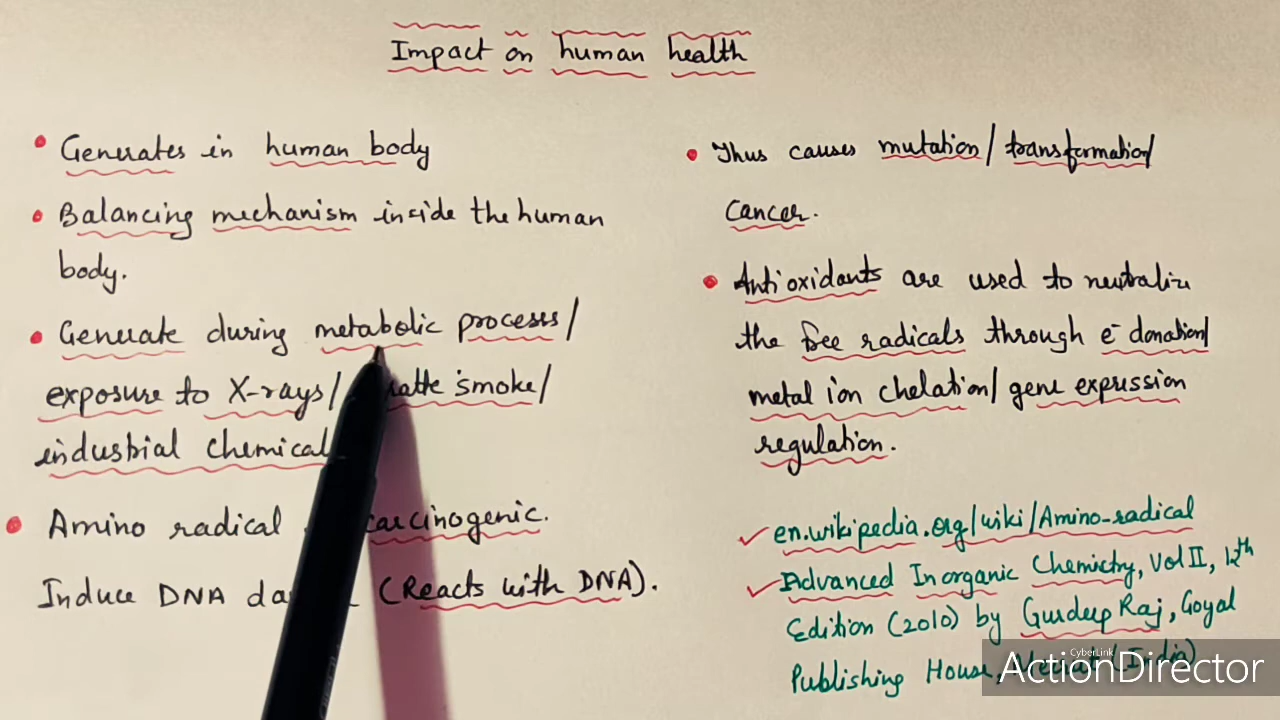 Impact on human health
• Generates in human body
• Balancing mechanism inside the human
body.
• Generate during metabolic process/
exposure to X-rays/ smoke/
industrial chemical
• Amino radical carcinogenic.
Induce DNA (Reacts with DNA).
• Thus causes mutation/transformation/
cancer.
• Antioxidants are used to neutralize
the free radicals through e⁻ donation/
metal ion chelation/gene expression
regulation.
✓ en.wikipedia.org/wiki/Amino-radical
✓ Advanced Inorganic Chemistry, Vol II, 12th
Edition (2010) by Gurdeep Raj, Goyal
Publishing House, (India)
CyberLink
ActionDirector